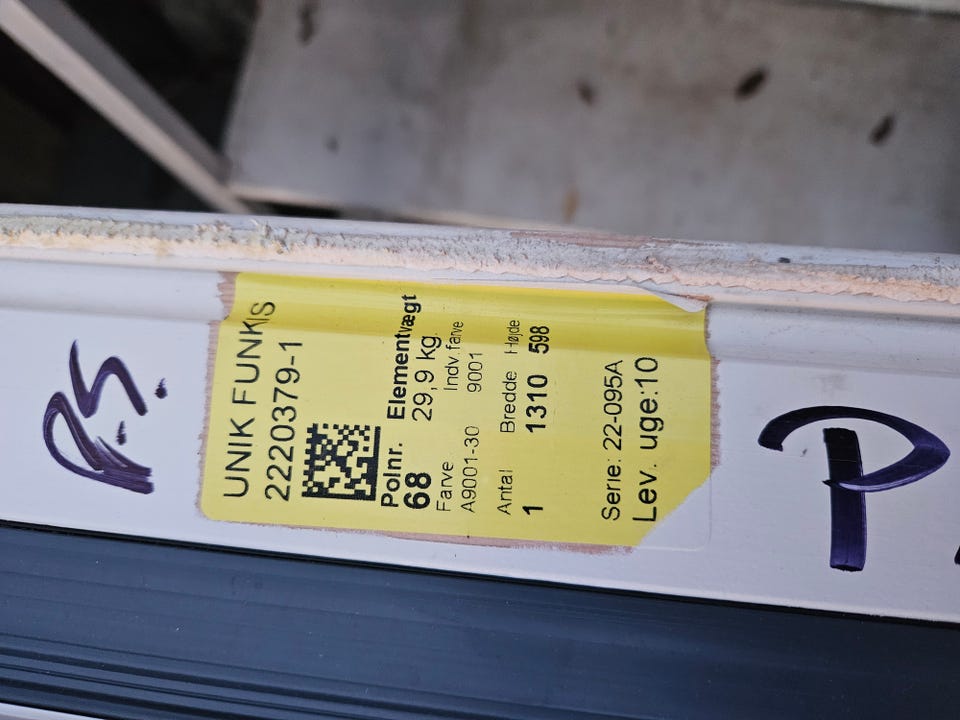 P.S.
UNIK FUNKIS
2220379-1
Polnr. Elementvægt
68 29,9 kg
Farve Indv.farve
A9001-30 9001
Antal Bredde Højde
1 1310 598
Serie: 22-095A
Lev. uge:10
P